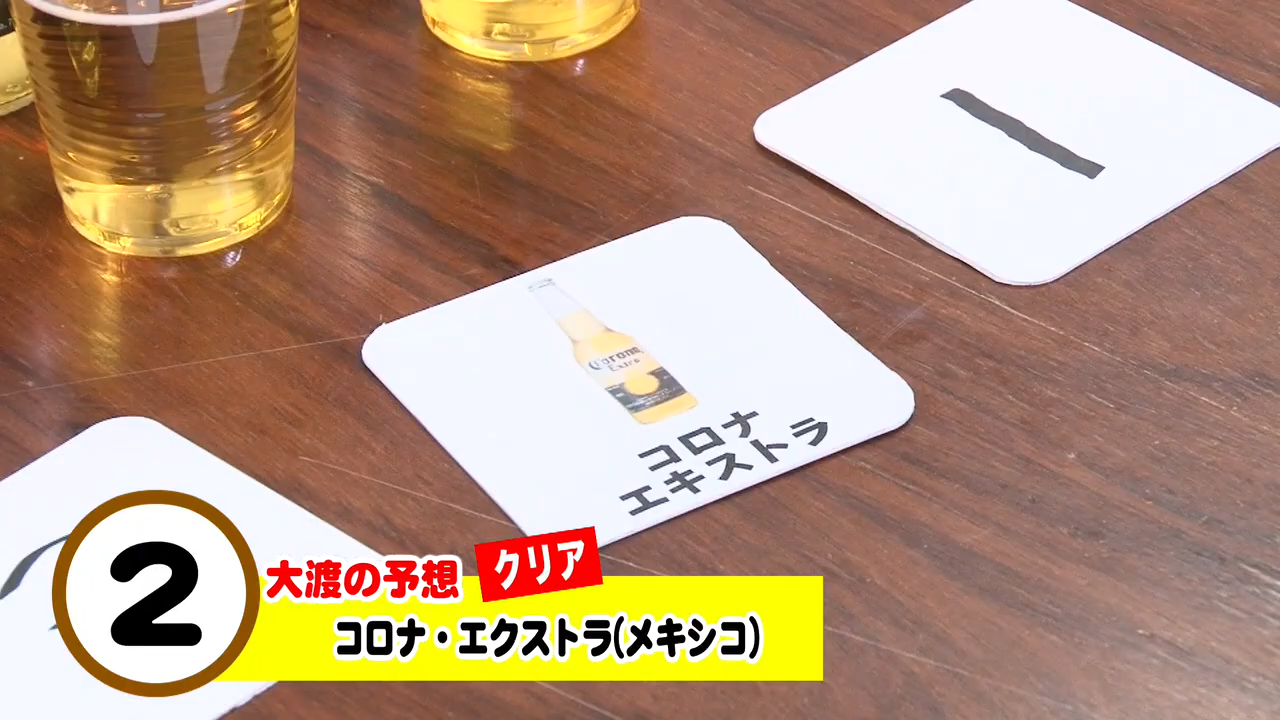 一
Corona
Extra
コロナ
エキストラ
2
大渡の予想
クリア
コロナ・エクストラ(メキシコ)